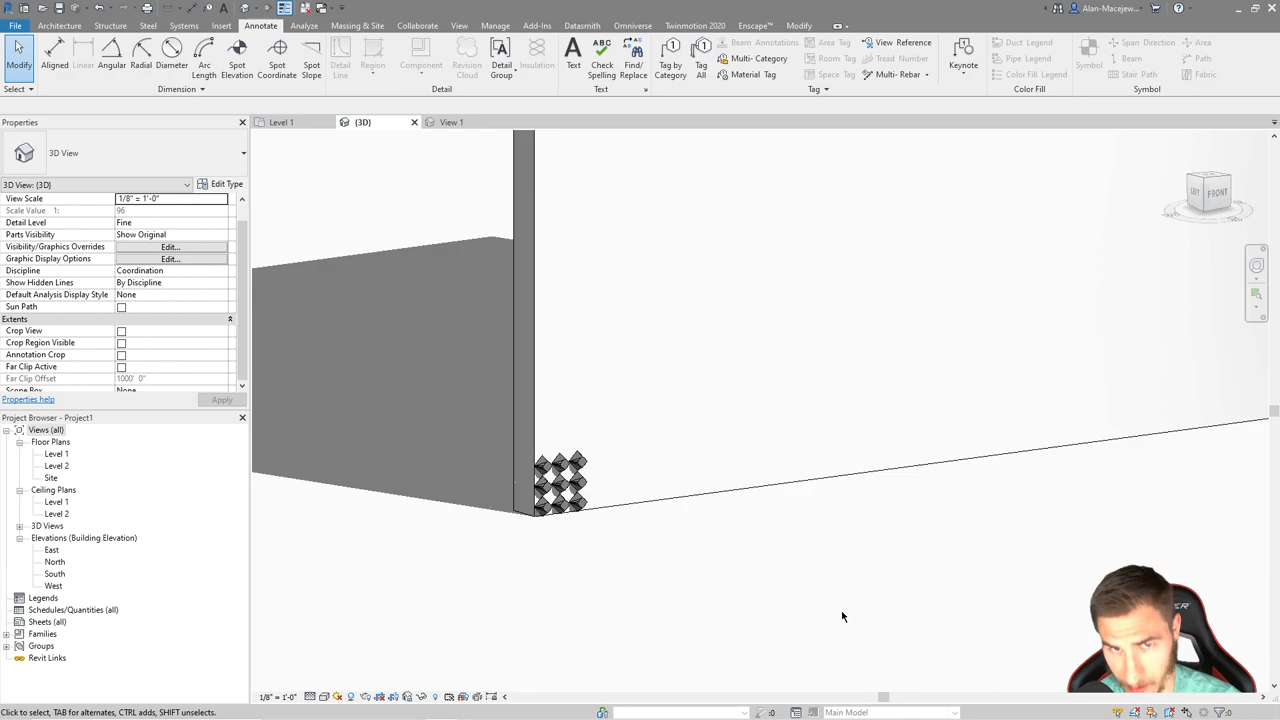 Alan-Macejew...
File Architecture Structure Steel Systems Insert Annotate Analyze Massing & Site Collaborate View Manage Add-Ins Datasmith Omniverse Twinmotion 2020 Enscape™ Modify
Modify Aligned Linear Angular Radial Diameter Arc Length Spot Elevation Spot Coordinate Spot Slope Detail Line Region Component Revision Cloud Detail Group Insulation Text Check Spelling Find/ Replace Tag by Category Tag All Multi- Category Material Tag Beam Annotations Area Tag Room Tag Space Tag View Reference Tread Number Multi- Rebar Keynote Duct Legend Pipe Legend Color Fill Legend Symbol Span Direction Beam Stair Path Area Path Fabric
Select Dimension Detail Text Tag Color Fill Symbol
Properties
Level 1 {3D} View 1
3D View
3D View: {3D} Edit Type
View Scale 1/8" = 1'-0"
Scale Value 1: 96
Detail Level Fine
Parts Visibility Show Original
Visibility/Graphics Overrides Edit...
Graphic Display Options Edit...
Discipline Coordination
Show Hidden Lines By Discipline
Default Analysis Display Style None
Sun Path
Extents
Crop View
Crop Region Visible
Annotation Crop
Far Clip Active
Far Clip Offset 1000' 0"
Scope Box None
Properties help Apply
Project Browser - Project1
Views (all)
Floor Plans
Level 1
Level 2
Site
Ceiling Plans
Level 1
Level 2
3D Views
Elevations (Building Elevation)
East
North
South
West
Legends
Schedules/Quantities (all)
Sheets (all)
Families
Groups
Revit Links
LEFT FRONT
1/8" = 1'-0"
Click to select, TAB for alternates, CTRL adds, SHIFT unselects.
:0 Main Model :0